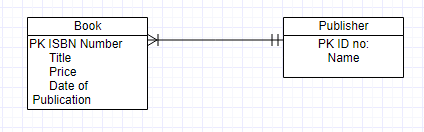 Book
PK ISBN Number
Title
Price
Date of
Publication
Publisher
PK ID no:
Name